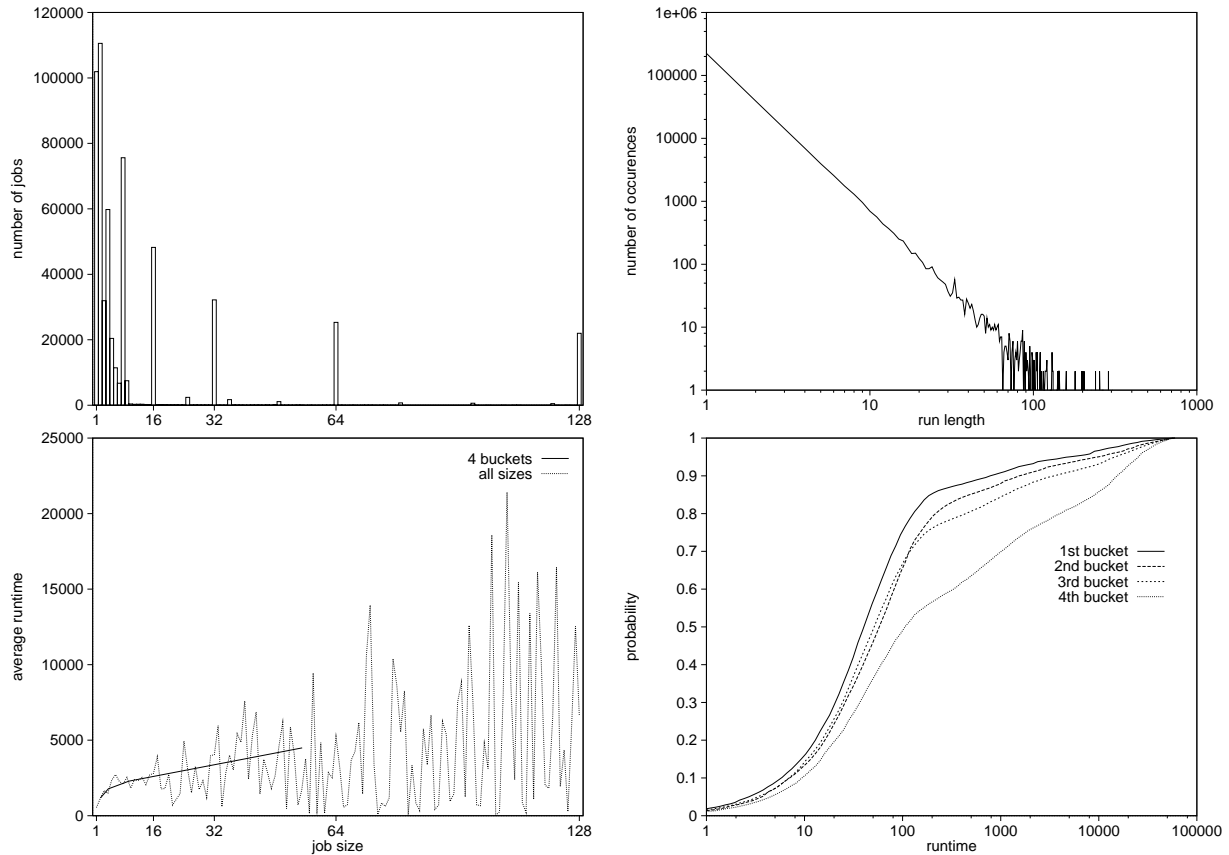 120000
100000
80000
60000
40000
20000
0
number of jobs
1 16 32 64 128
1e+06
100000
10000
1000
100
10
1
number of occurences
1 10 100 1000
run length
25000
20000
15000
10000
5000
0
average runtime
4 buckets
all sizes
1 16 32 64 128
job size
1
0.9
0.8
0.7
0.6
0.5
0.4
0.3
0.2
0.1
0
probability
1st bucket
2nd bucket
3rd bucket
4th bucket
1 10 100 1000 10000 100000
runtime